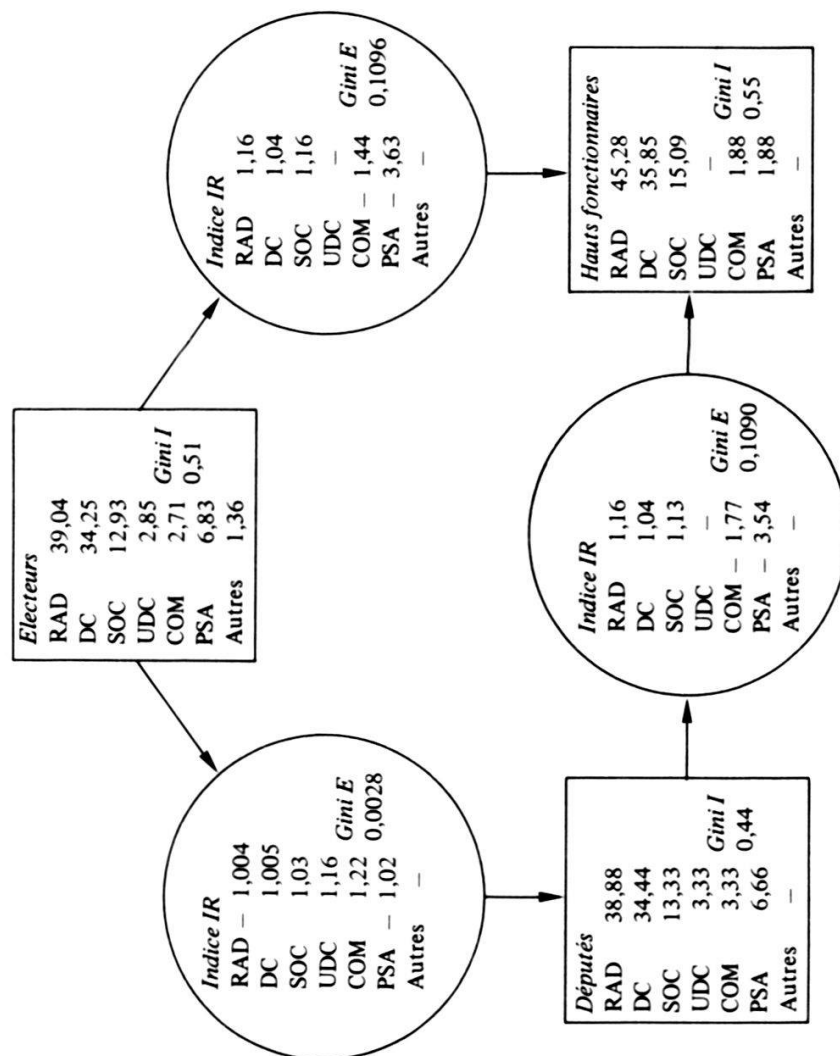 Electeurs
RAD 39,04
DC 34,25
SOC 12,93
UDC 2,85
COM 2,71 Gini I
PSA 6,83 0,51
Autres 1,36
Indice IR
RAD – 1,004
DC 1,005
SOC 1,03
UDC 1,16
COM 1,22 Gini E
PSA – 1,02 0,0028
Autres –
Indice IR
RAD 1,16
DC 1,04
SOC 1,16
UDC –
COM – 1,44 Gini E
PSA – 3,63 0,1096
Autres –
Députés
RAD 38,88
DC 34,44
SOC 13,33
UDC 3,33
COM 3,33 Gini I
PSA 6,66 0,44
Autres –
Indice IR
RAD 1,16
DC 1,04
SOC 1,13
UDC –
COM – 1,77 Gini E
PSA – 3,54 0,1090
Autres –
Hauts fonctionnaires
RAD 45,28
DC 35,85
SOC 15,09
UDC –
COM 1,88 Gini I
PSA 1,88 0,55
Autres –